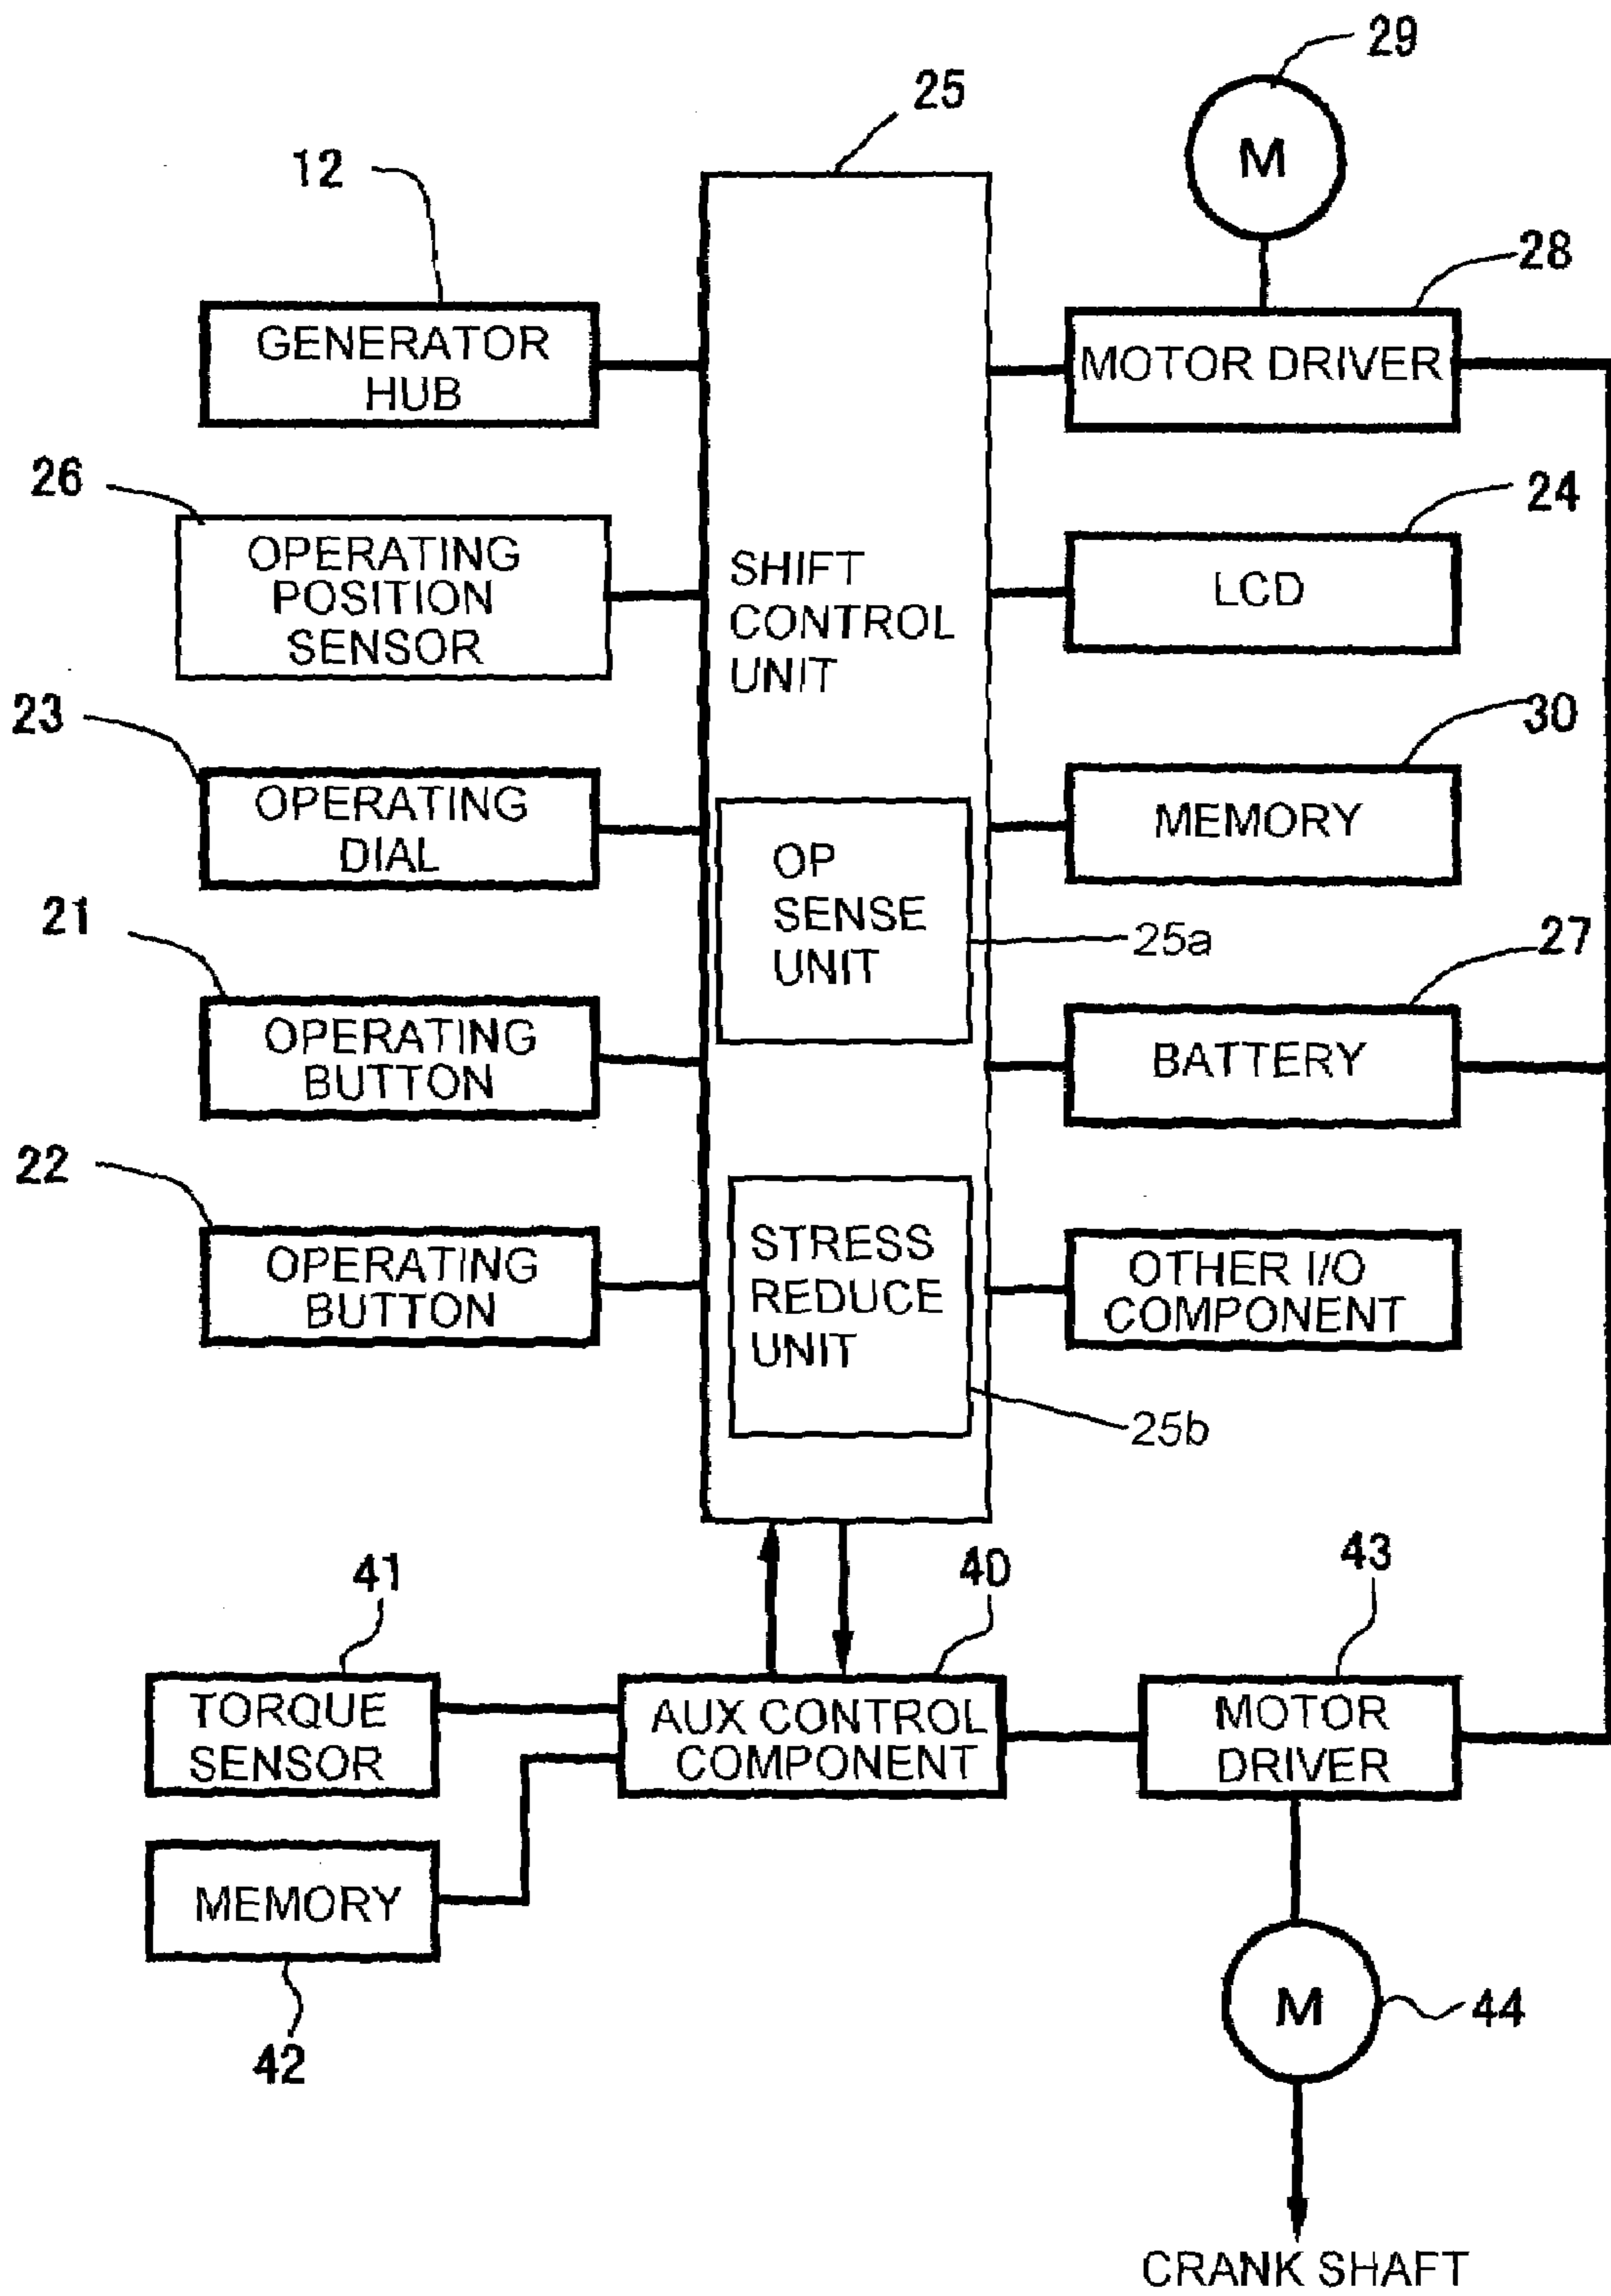 29
M
25
12
28
GENERATOR
HUB
MOTOR DRIVER
26
24
OPERATING
POSITION
SENSOR
SHIFT
CONTROL
UNIT
LCD
23
30
OPERATING
DIAL
MEMORY
OP
SENSE
UNIT
25a
21
27
OPERATING
BUTTON
BATTERY
22
OPERATING
BUTTON
STRESS
REDUCE
UNIT
OTHER I/O
COMPONENT
25b
41
40
43
TORQUE
SENSOR
AUX CONTROL
COMPONENT
MOTOR
DRIVER
MEMORY
42
M
44
CRANK SHAFT